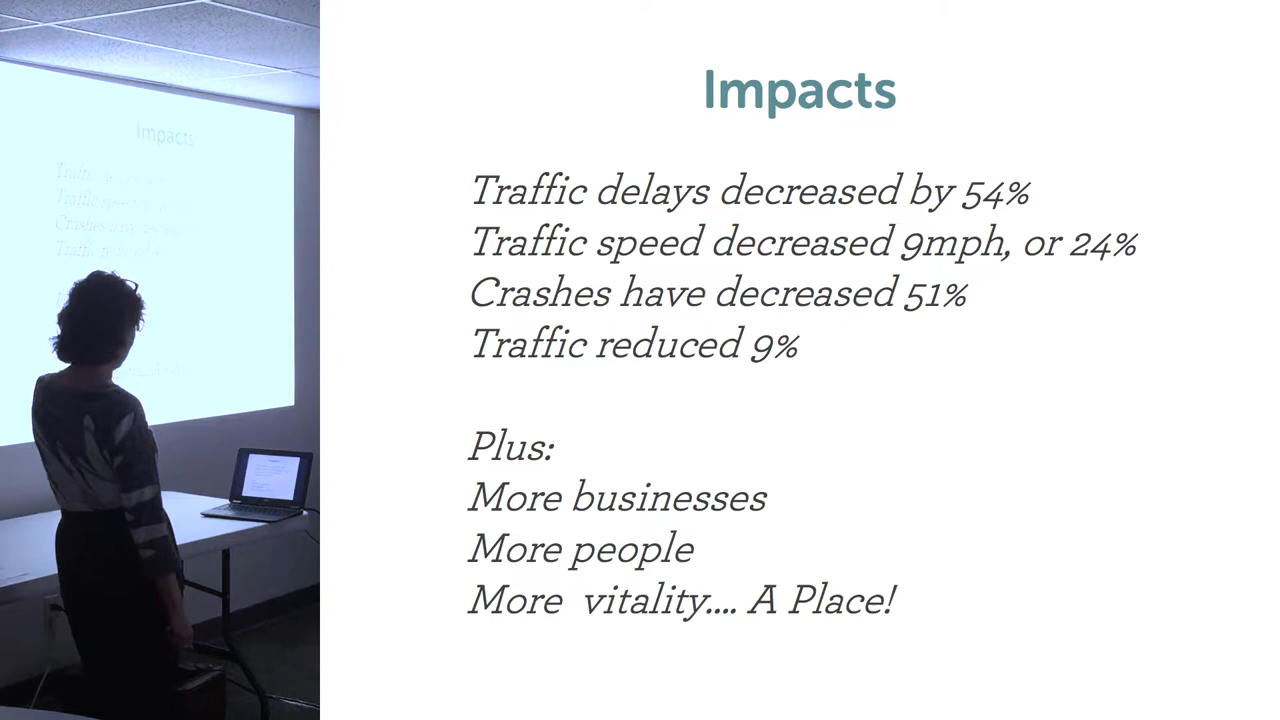 Impacts
Traffic delays decreased by 54%
Traffic speed decreased 9mph, or 24%
Crashes have decreased 51%
Traffic reduced 9%
Plus:
More businesses
More people
More  vitality.... A Place!
Impacts